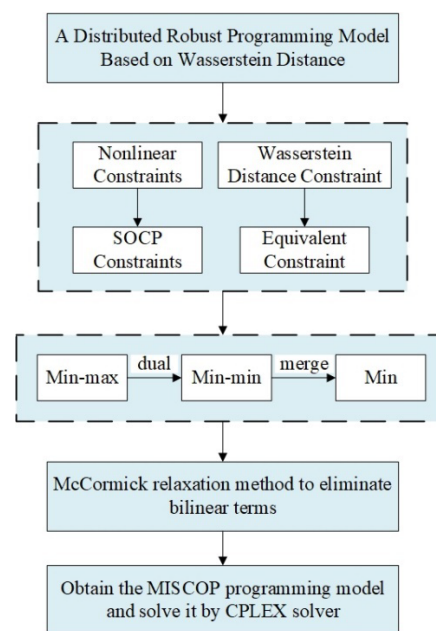 A Distributed Robust Programming Model
Based on Wasserstein Distance
Nonlinear
Constraints
Wasserstein
Distance Constraint
SOCP
Constraints
Equivalent
Constraint
Min-max
dual
Min-min
merge
Min
McCormick relaxation method to eliminate
bilinear terms
Obtain the MISCOP programming model
and solve it by CPLEX solver